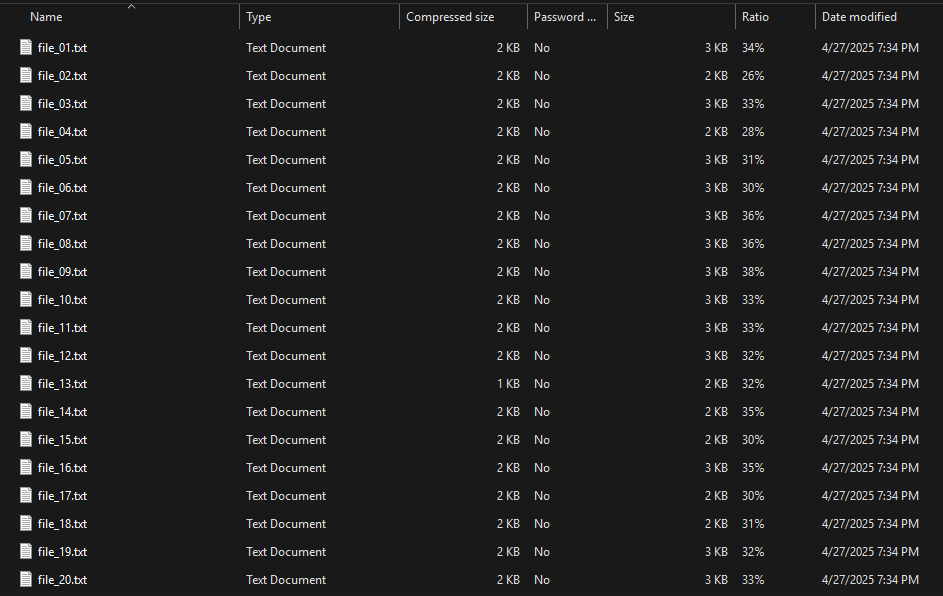 Name Type Compressed size Password ... Size Ratio Date modified
file_01.txt Text Document 2 KB No 3 KB 34% 4/27/2025 7:34 PM
file_02.txt Text Document 2 KB No 2 KB 26% 4/27/2025 7:34 PM
file_03.txt Text Document 2 KB No 3 KB 33% 4/27/2025 7:34 PM
file_04.txt Text Document 2 KB No 2 KB 28% 4/27/2025 7:34 PM
file_05.txt Text Document 2 KB No 3 KB 31% 4/27/2025 7:34 PM
file_06.txt Text Document 2 KB No 3 KB 30% 4/27/2025 7:34 PM
file_07.txt Text Document 2 KB No 3 KB 36% 4/27/2025 7:34 PM
file_08.txt Text Document 2 KB No 3 KB 36% 4/27/2025 7:34 PM
file_09.txt Text Document 2 KB No 3 KB 38% 4/27/2025 7:34 PM
file_10.txt Text Document 2 KB No 3 KB 33% 4/27/2025 7:34 PM
file_11.txt Text Document 2 KB No 3 KB 33% 4/27/2025 7:34 PM
file_12.txt Text Document 2 KB No 3 KB 32% 4/27/2025 7:34 PM
file_13.txt Text Document 1 KB No 2 KB 32% 4/27/2025 7:34 PM
file_14.txt Text Document 2 KB No 2 KB 35% 4/27/2025 7:34 PM
file_15.txt Text Document 2 KB No 2 KB 30% 4/27/2025 7:34 PM
file_16.txt Text Document 2 KB No 3 KB 35% 4/27/2025 7:34 PM
file_17.txt Text Document 2 KB No 2 KB 30% 4/27/2025 7:34 PM
file_18.txt Text Document 2 KB No 2 KB 31% 4/27/2025 7:34 PM
file_19.txt Text Document 2 KB No 3 KB 32% 4/27/2025 7:34 PM
file_20.txt Text Document 2 KB No 3 KB 33% 4/27/2025 7:34 PM